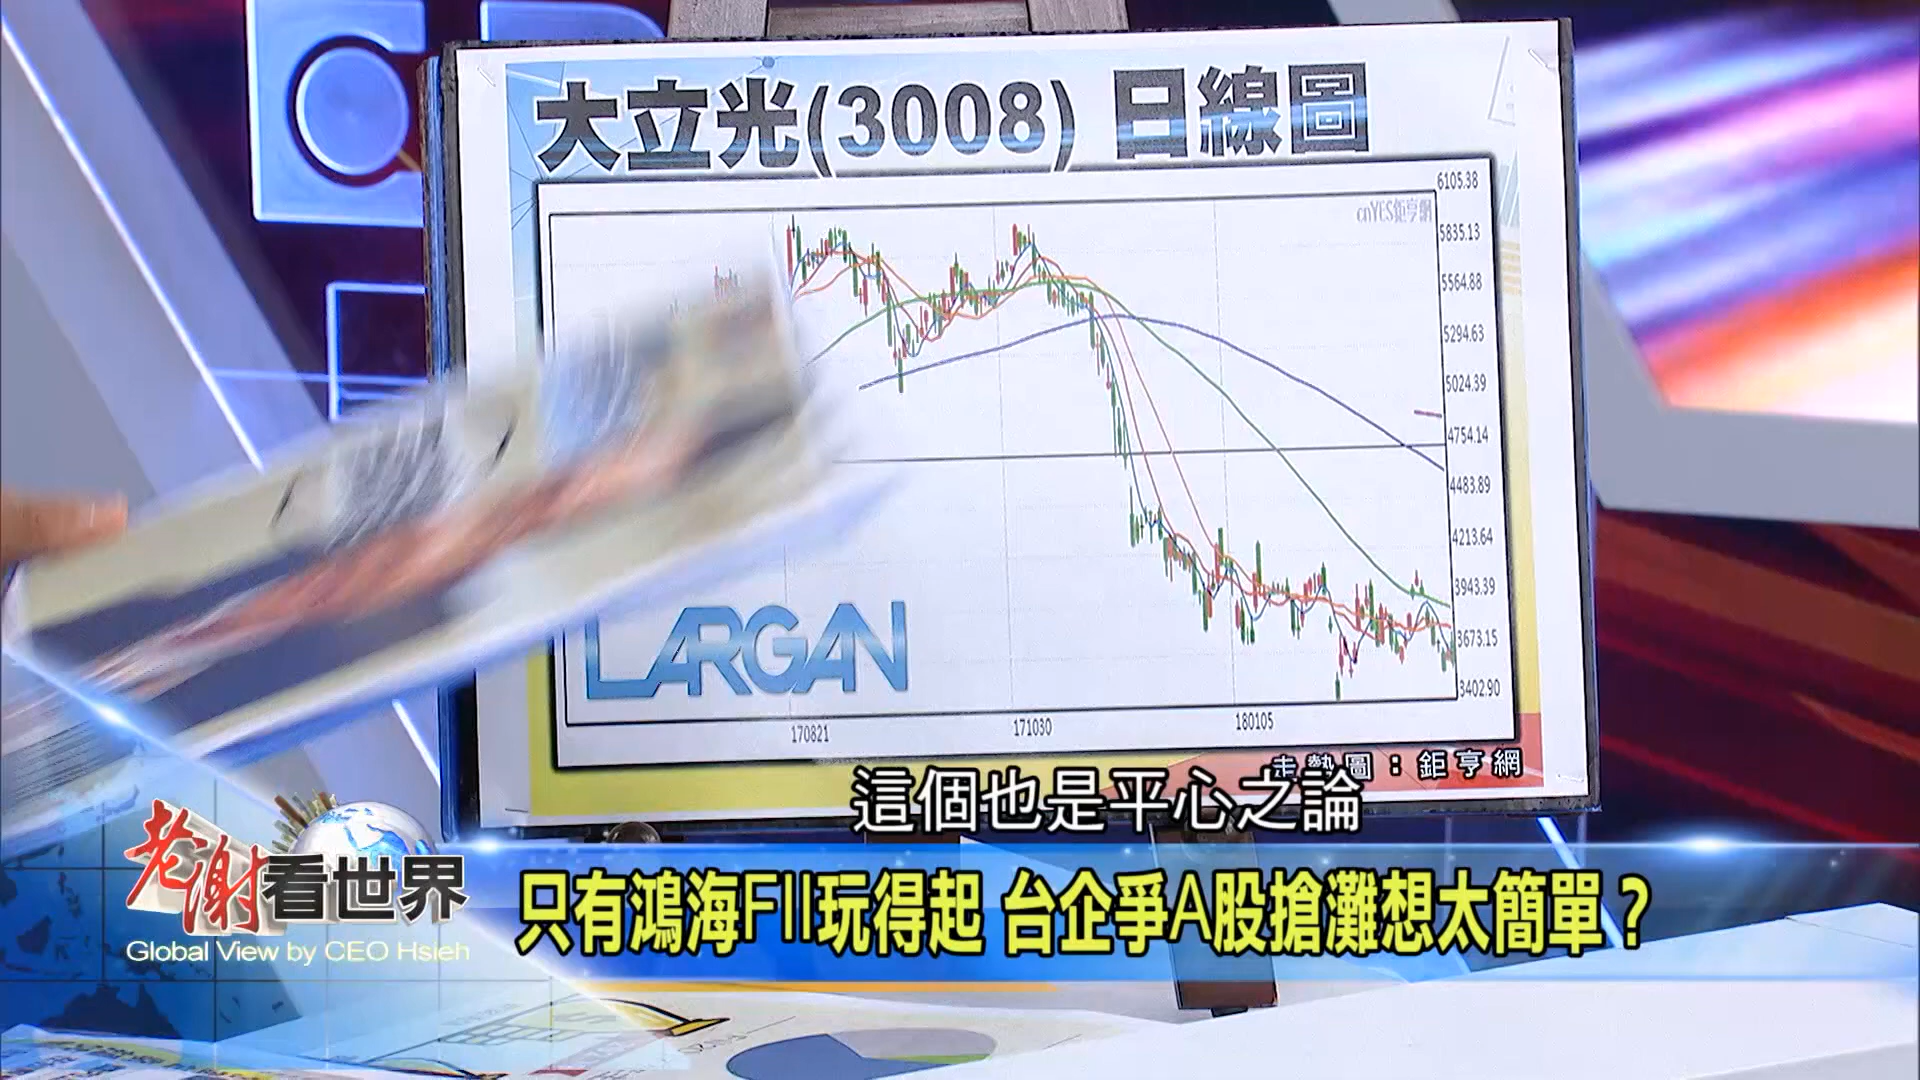 大立光(3008) 日線圖
6105.38
cnYES鉅亨網
5835.13
5564.88
5294.63
5024.39
4754.14
4483.89
4213.64
3943.39
3673.15
3402.90
LARGAN
170821
171030
180105
走勢圖：鉅亨網
這個也是平心之論
老謝看世界
Global View by CEO Hsieh
只有鴻海FII玩得起 台企爭A股搶灘想太簡單？